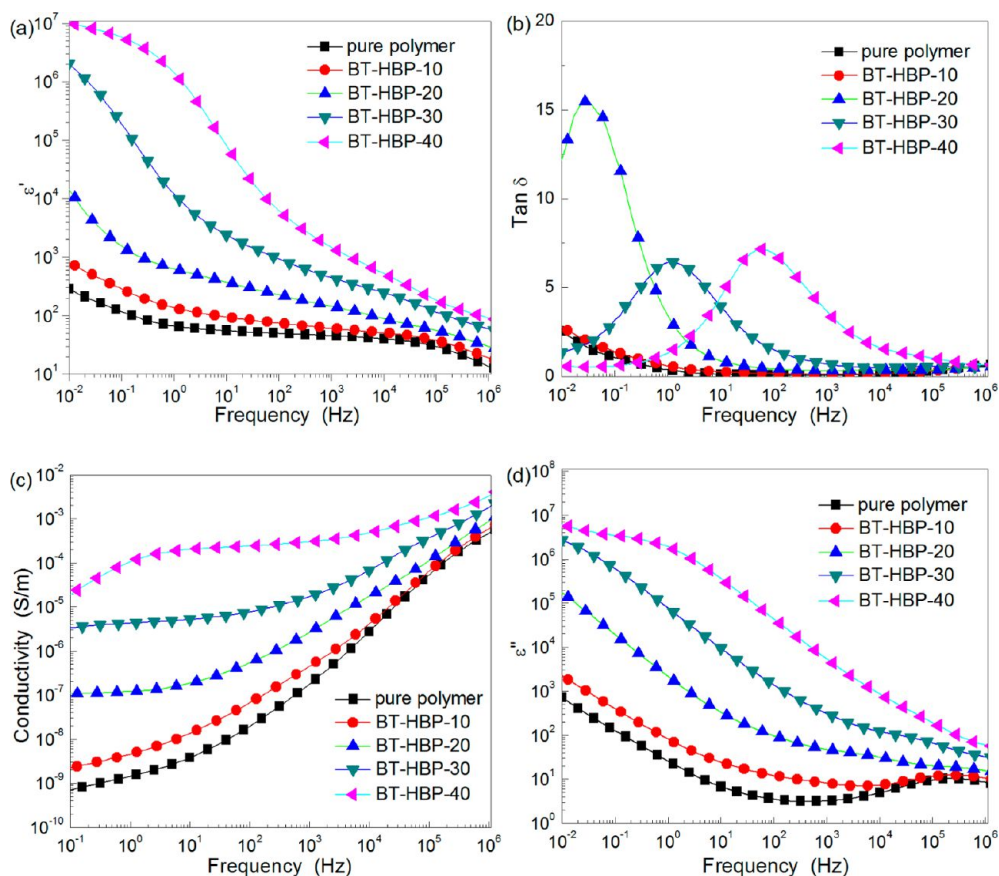 (a)
ε'
10^7
10^6
10^5
10^4
10^3
10^2
10^1
pure polymer
BT-HBP-10
BT-HBP-20
BT-HBP-30
BT-HBP-40
10^-2 10^-1 10^0 10^1 10^2 10^3 10^4 10^5 10^6
Frequency (Hz)
(b)
Tan δ
20
15
10
5
0
pure polymer
BT-HBP-10
BT-HBP-20
BT-HBP-30
BT-HBP-40
10^-2 10^-1 10^0 10^1 10^2 10^3 10^4 10^5 10^6
Frequency (Hz)
(c)
Conductivity (S/m)
10^-2
10^-3
10^-4
10^-5
10^-6
10^-7
10^-8
10^-9
10^-10
pure polymer
BT-HBP-10
BT-HBP-20
BT-HBP-30
BT-HBP-40
10^-1 10^0 10^1 10^2 10^3 10^4 10^5 10^6
Frequency (Hz)
(d)
ε''
10^8
10^7
10^6
10^5
10^4
10^3
10^2
10^1
10^0
pure polymer
BT-HBP-10
BT-HBP-20
BT-HBP-30
BT-HBP-40
10^-2 10^-1 10^0 10^1 10^2 10^3 10^4 10^5 10^6
Frequency (Hz)